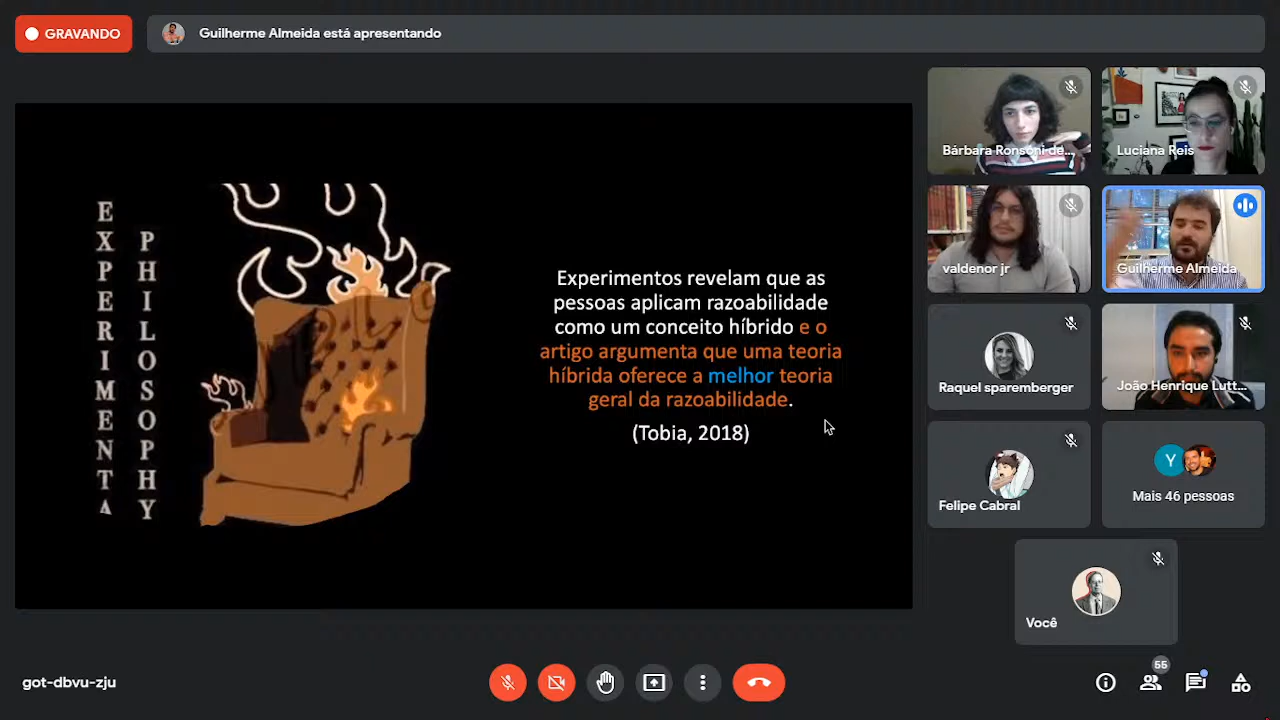 GRAVANDO
Guilherme Almeida está apresentando
EXPERIMENTA
PHILOSOPHY
Experimentos revelam que as
pessoas aplicam razoabilidade
como um conceito híbrido e o
artigo argumenta que uma teoria
híbrida oferece a melhor teoria
geral da razoabilidade.
(Tobia, 2018)
Bárbara Ronsoni de...
Luciana Reis
valdenor jr
Guilherme Almeida
Raquel sparemberger
João Henrique Lutt...
Felipe Cabral
Y
Mais 46 pessoas
Você
got-dbvu-zju
55